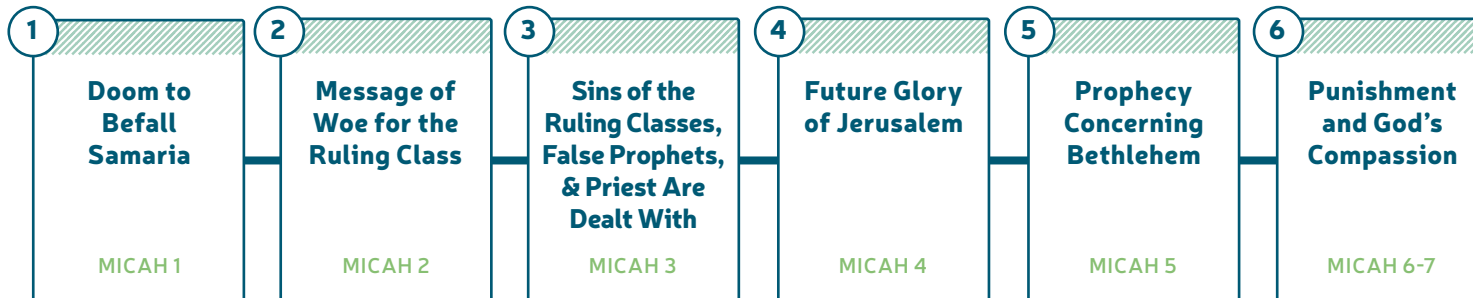 1
Doom to
Befall
Samaria
MICAH 1
2
Message of
Woe for the
Ruling Class
MICAH 2
3
Sins of the
Ruling Classes,
False Prophets,
& Priest Are
Dealt With
MICAH 3
4
Future Glory
of Jerusalem
MICAH 4
5
Prophecy
Concerning
Bethlehem
MICAH 5
6
Punishment
and God's
Compassion
MICAH 6-7